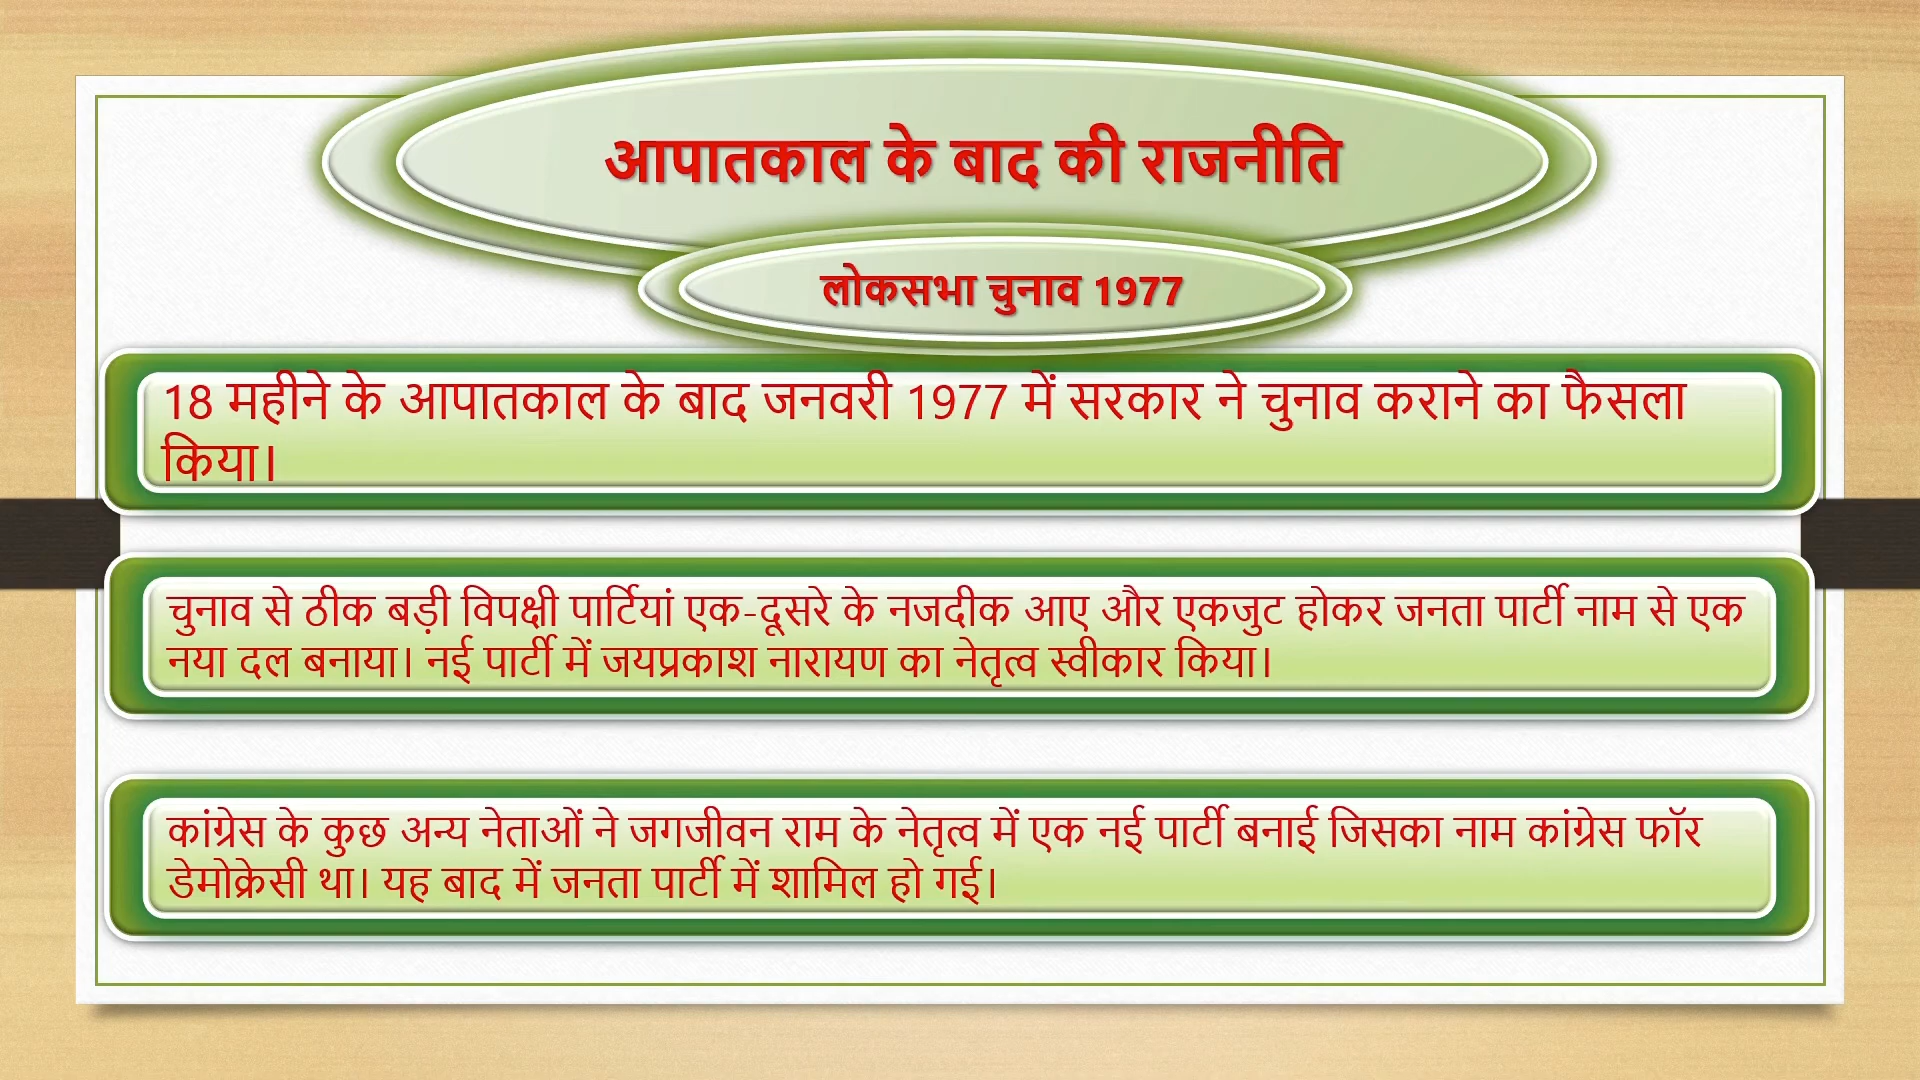 आपातकाल के बाद की राजनीति
लोकसभा चुनाव 1977
18 महीने के आपातकाल के बाद जनवरी 1977 में सरकार ने चुनाव कराने का फैसला
किया।
चुनाव से ठीक बड़ी विपक्षी पार्टियां एक-दूसरे के नजदीक आए और एकजुट होकर जनता पार्टी नाम से एक
नया दल बनाया। नई पार्टी में जयप्रकाश नारायण का नेतृत्व स्वीकार किया।
कांग्रेस के कुछ अन्य नेताओं ने जगजीवन राम के नेतृत्व में एक नई पार्टी बनाई जिसका नाम कांग्रेस फॉर
डेमोक्रेसी था। यह बाद में जनता पार्टी में शामिल हो गई।